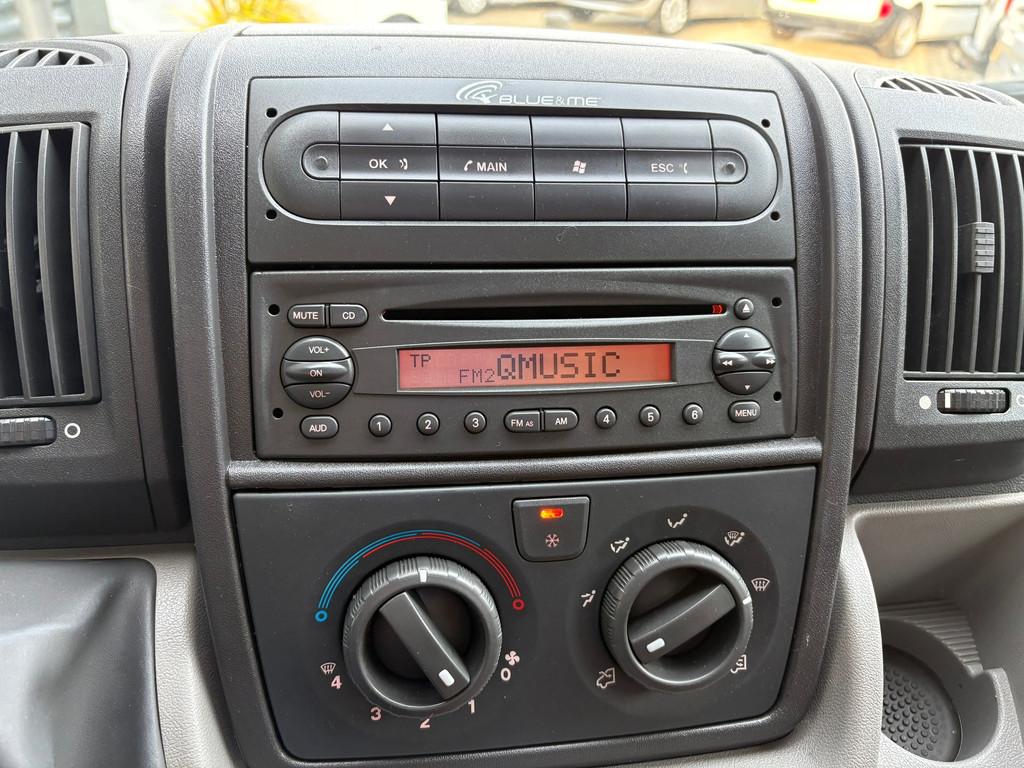 BLUE&ME™
OK MAIN ESC
MUTE CD
VOL+
ON
VOL-
TP FM2 QMUSIC
AUD 1 2 3 FM AS AM 4 5 6 MENU
4 0
3 2 1